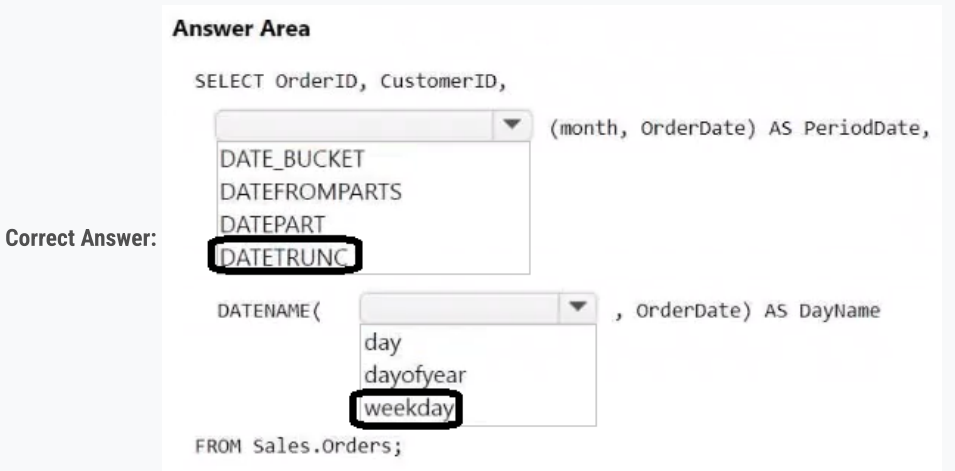 Answer Area
SELECT OrderID, CustomerID,
(month, OrderDate) AS PeriodDate,
DATE_BUCKET
DATEFROMPARTS
DATEPART
Correct Answer:
DATETRUNC
DATENAME( , OrderDate) AS DayName
day
dayofyear
weekday
FROM Sales.Orders;